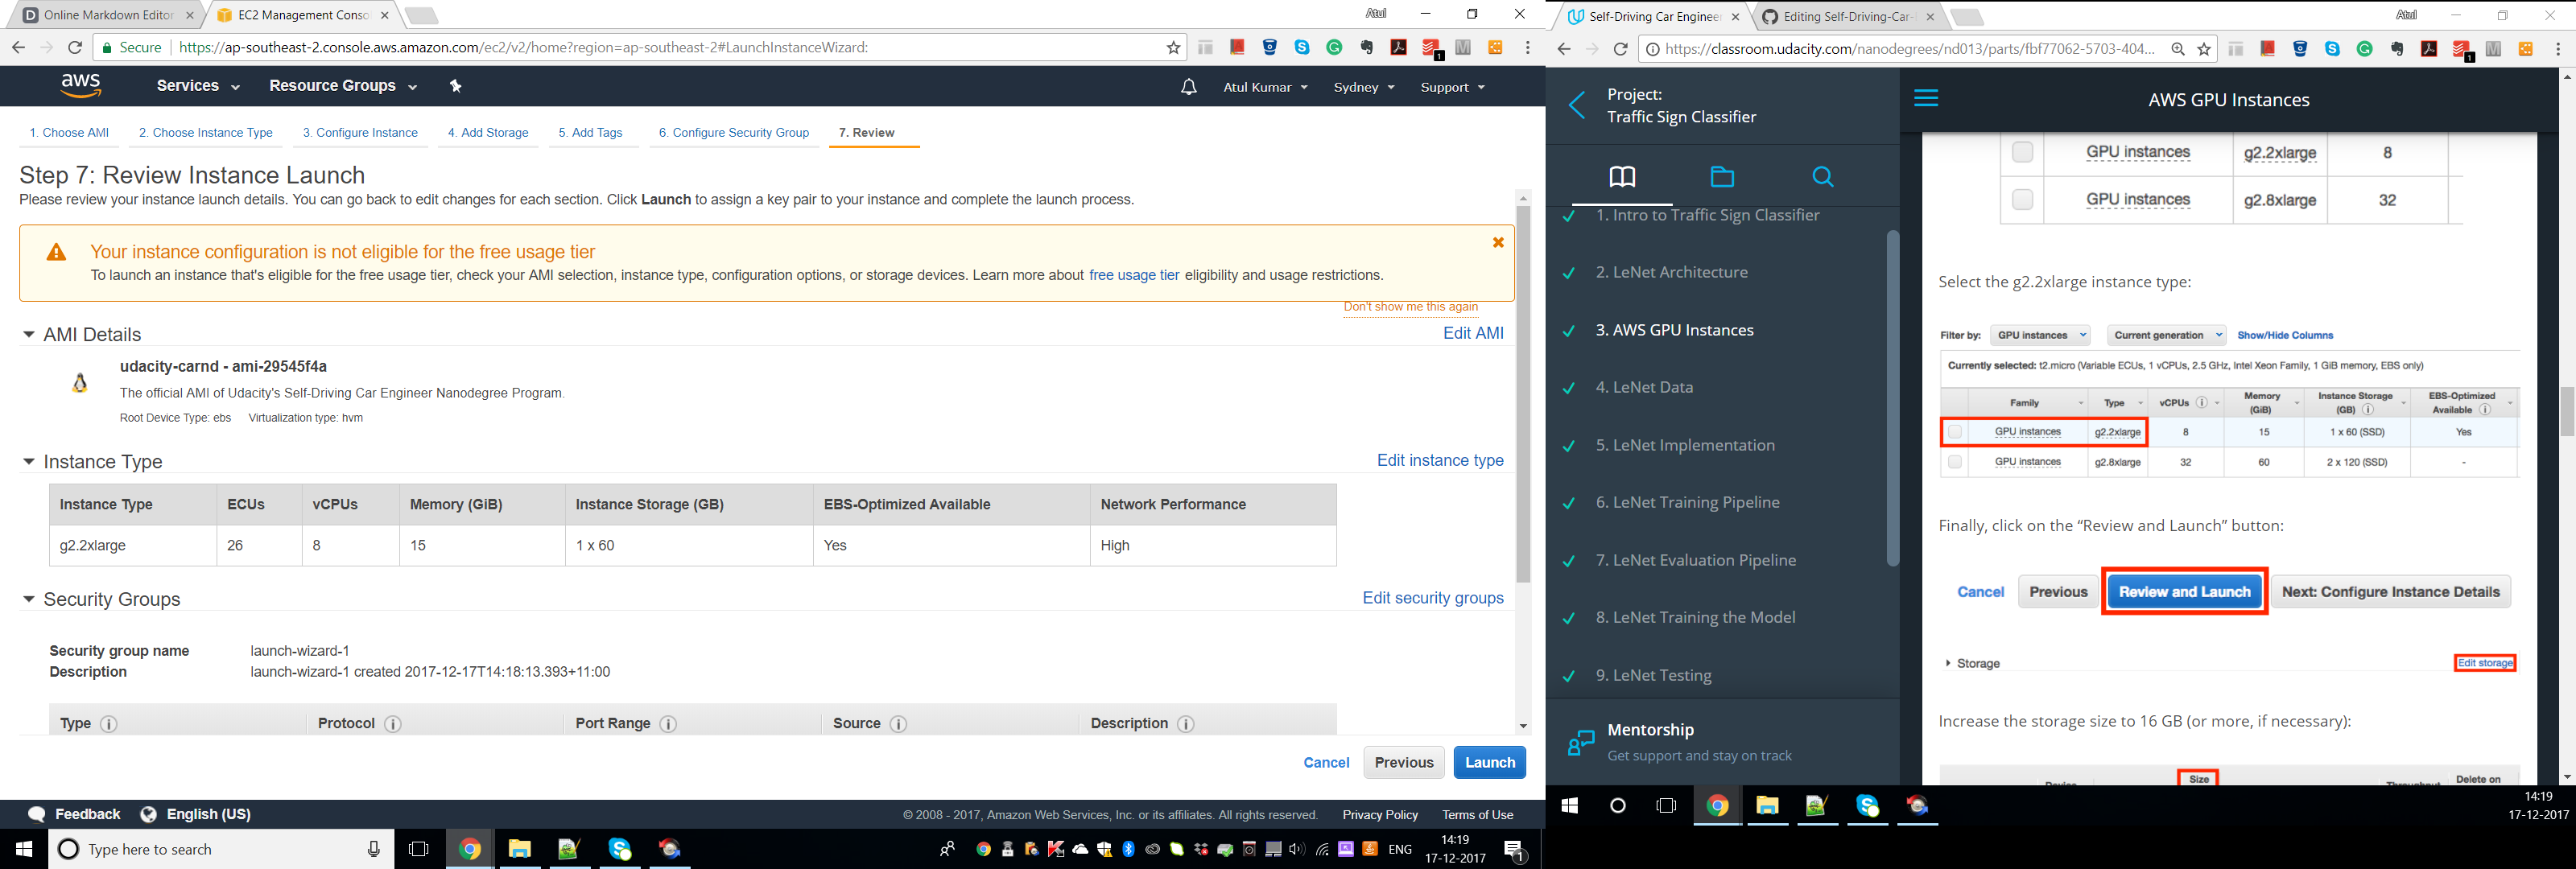 Online Markdown Editor
EC2 Management Conso
Atul
Secure
https://ap-southeast-2.console.aws.amazon.com/ec2/v2/home?region=ap-southeast-2#LaunchInstanceWizard:
aws
Services
Resource Groups
Atul Kumar
Sydney
Support
1. Choose AMI
2. Choose Instance Type
3. Configure Instance
4. Add Storage
5. Add Tags
6. Configure Security Group
7. Review
Step 7: Review Instance Launch
Please review your instance launch details. You can go back to edit changes for each section. Click Launch to assign a key pair to your instance and complete the launch process.
Your instance configuration is not eligible for the free usage tier
To launch an instance that's eligible for the free usage tier, check your AMI selection, instance type, configuration options, or storage devices. Learn more about free usage tier eligibility and usage restrictions.
Don't show me this again
AMI Details
Edit AMI
udacity-carnd - ami-29545f4a
The official AMI of Udacity's Self-Driving Car Engineer Nanodegree Program.
Root Device Type: ebs Virtualization type: hvm
Instance Type
Edit instance type
Instance Type ECUs vCPUs Memory (GiB) Instance Storage (GB) EBS-Optimized Available Network Performance
g2.2xlarge 26 8 15 1 x 60 Yes High
Security Groups
Edit security groups
Security group name launch-wizard-1
Description launch-wizard-1 created 2017-12-17T14:18:13.393+11:00
Type Protocol Port Range Source Description
Cancel Previous Launch
Feedback English (US)
© 2008 - 2017, Amazon Web Services, Inc. or its affiliates. All rights reserved. Privacy Policy Terms of Use
Type here to search
ENG
14:19
17-12-2017
1
Self-Driving Car Engineer
Editing Self-Driving-Car-
Atul
https://classroom.udacity.com/nanodegrees/nd013/parts/fbf77062-5703-404...
Project:
Traffic Sign Classifier
AWS GPU Instances
1. Intro to Traffic Sign Classifier
2. LeNet Architecture
3. AWS GPU Instances
4. LeNet Data
5. LeNet Implementation
6. LeNet Training Pipeline
7. LeNet Evaluation Pipeline
8. LeNet Training the Model
9. LeNet Testing
Mentorship
Get support and stay on track
GPU instances g2.2xlarge 8
GPU instances g2.8xlarge 32
Select the g2.2xlarge instance type:
Filter by: GPU instances Current generation Show/Hide Columns
Currently selected: t2.micro (Variable ECUs, 1 vCPUs, 2.5 GHz, Intel Xeon Family, 1 GiB memory, EBS only)
Family Type vCPUs Memory (GiB) Instance Storage (GB) EBS-Optimized Available
GPU instances g2.2xlarge 8 15 1 x 60 (SSD) Yes
GPU instances g2.8xlarge 32 60 2 x 120 (SSD) -
Finally, click on the “Review and Launch” button:
Cancel Previous Review and Launch Next: Configure Instance Details
Storage
Edit storage
Increase the storage size to 16 GB (or more, if necessary):
Size
Delete on
14:19
17-12-2017